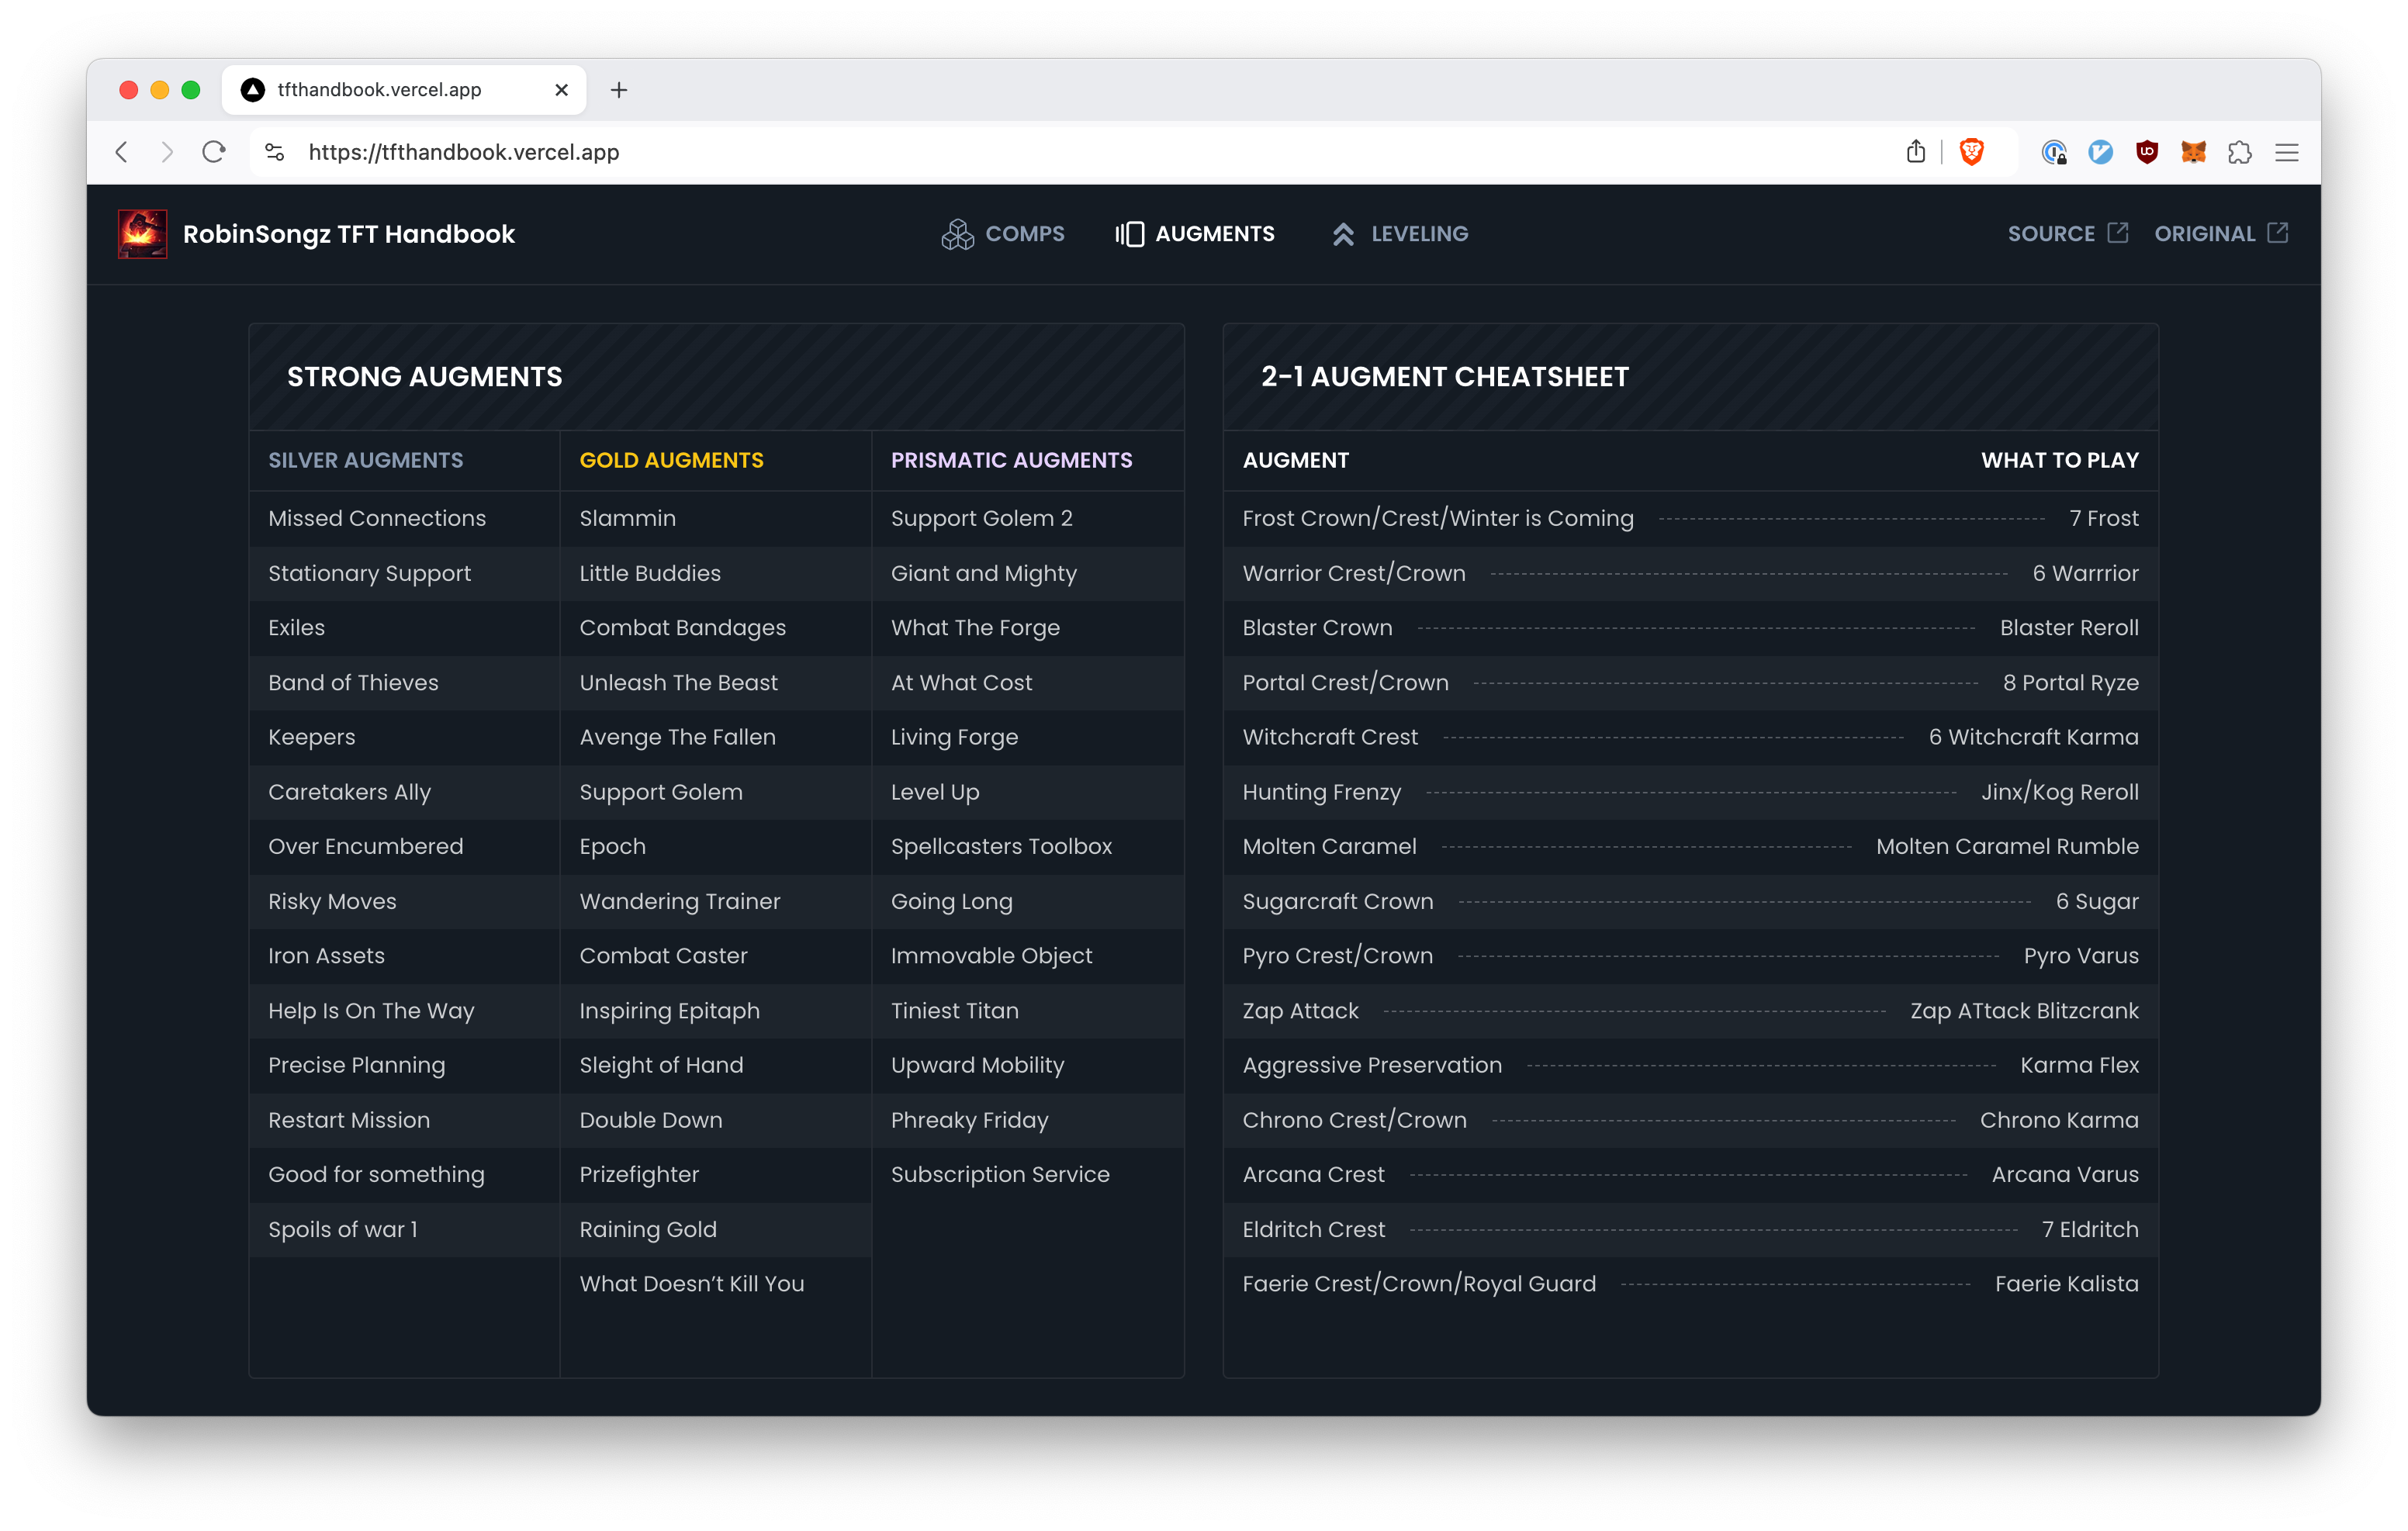 tfthandbook.vercel.app
https://tfthandbook.vercel.app
RobinSongz TFT Handbook
COMPS
AUGMENTS
LEVELING
SOURCE
ORIGINAL
STRONG AUGMENTS
SILVER AUGMENTS
Missed Connections
Stationary Support
Exiles
Band of Thieves
Keepers
Caretakers Ally
Over Encumbered
Risky Moves
Iron Assets
Help Is On The Way
Precise Planning
Restart Mission
Good for something
Spoils of war 1
GOLD AUGMENTS
Slammin
Little Buddies
Combat Bandages
Unleash The Beast
Avenge The Fallen
Support Golem
Epoch
Wandering Trainer
Combat Caster
Inspiring Epitaph
Sleight of Hand
Double Down
Prizefighter
Raining Gold
What Doesn’t Kill You
PRISMATIC AUGMENTS
Support Golem 2
Giant and Mighty
What The Forge
At What Cost
Living Forge
Level Up
Spellcasters Toolbox
Going Long
Immovable Object
Tiniest Titan
Upward Mobility
Phreaky Friday
Subscription Service
2-1 AUGMENT CHEATSHEET
AUGMENT WHAT TO PLAY
Frost Crown/Crest/Winter is Coming 7 Frost
Warrior Crest/Crown 6 Warrrior
Blaster Crown Blaster Reroll
Portal Crest/Crown 8 Portal Ryze
Witchcraft Crest 6 Witchcraft Karma
Hunting Frenzy Jinx/Kog Reroll
Molten Caramel Molten Caramel Rumble
Sugarcraft Crown 6 Sugar
Pyro Crest/Crown Pyro Varus
Zap Attack Zap ATtack Blitzcrank
Aggressive Preservation Karma Flex
Chrono Crest/Crown Chrono Karma
Arcana Crest Arcana Varus
Eldritch Crest 7 Eldritch
Faerie Crest/Crown/Royal Guard Faerie Kalista